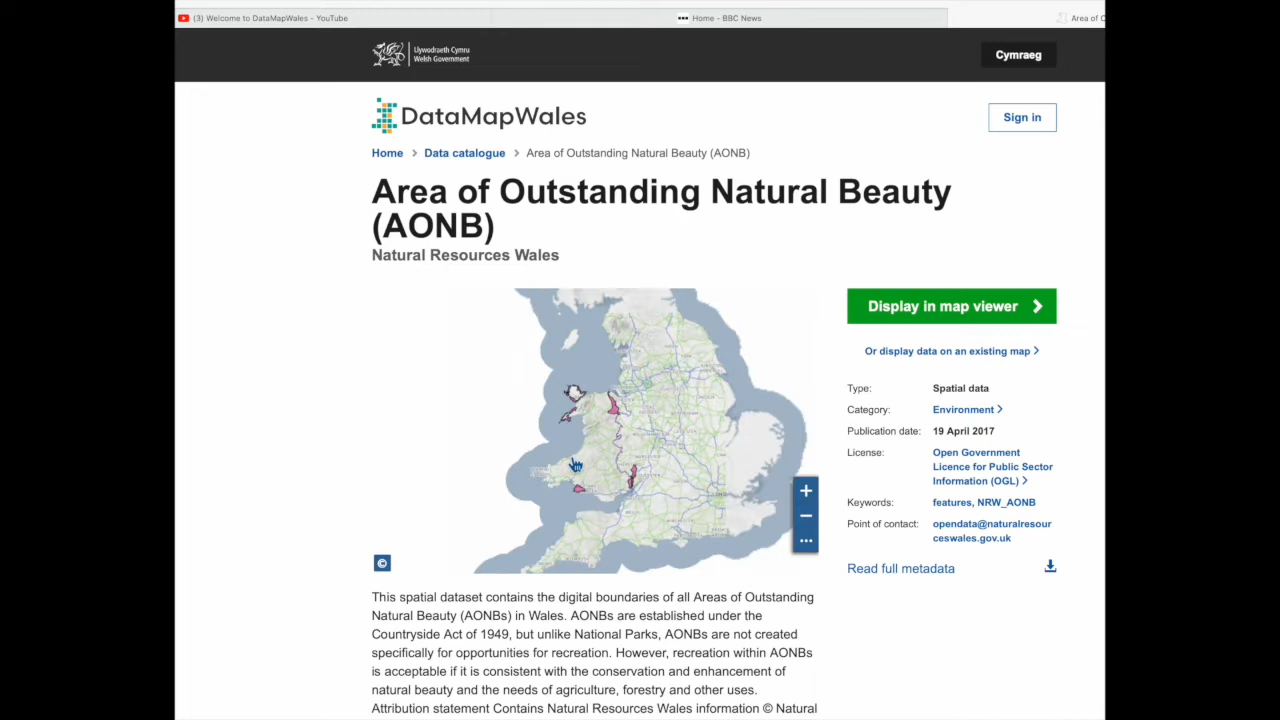 (3) Welcome to DataMapWales - YouTube
Home - BBC News
Area of O
Llywodraeth Cymru
Welsh Government
Cymraeg
DataMapWales
Sign in
Home > Data catalogue > Area of Outstanding Natural Beauty (AONB)
Area of Outstanding Natural Beauty
(AONB)
Natural Resources Wales
Display in map viewer
Or display data on an existing map >
Type: Spatial data
Category: Environment >
Publication date: 19 April 2017
License: Open Government
Licence for Public Sector
Information (OGL) >
Keywords: features, NRW_AONB
Point of contact: opendata@naturalresour
ceswales.gov.uk
Read full metadata
+
−
...
©
This spatial dataset contains the digital boundaries of all Areas of Outstanding
Natural Beauty (AONBs) in Wales. AONBs are established under the
Countryside Act of 1949, but unlike National Parks, AONBs are not created
specifically for opportunities for recreation. However, recreation within AONBs
is acceptable if it is consistent with the conservation and enhancement of
natural beauty and the needs of agriculture, forestry and other uses.
Attribution statement Contains Natural Resources Wales information © Natural